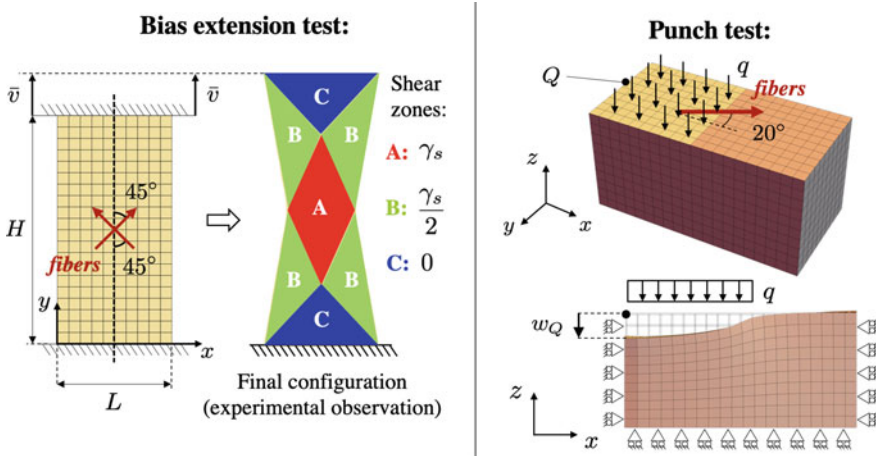 Bias extension test:
v̄
v̄
H
45°
45°
fibers
y
x
L
C
B
B
A
B
B
C
Shear
zones:
A: γₛ
B: γₛ/2
C: 0
Final configuration
(experimental observation)
Punch test:
Q
q
fibers
20°
z
y
x
q
w_Q
z
x